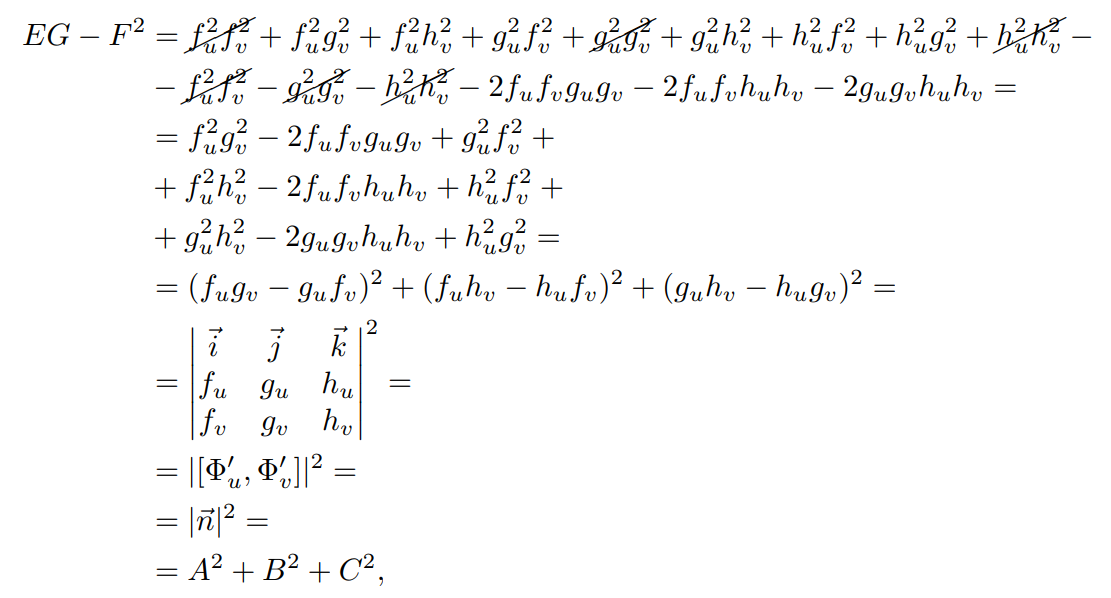 EG − F² = f_u²f_v² + f_u²g_v² + f_u²h_v² + g_u²f_v² + g_u²g_v² + g_u²h_v² + h_u²f_v² + h_u²g_v² + h_u²h_v² −
− f_u²f_v² − g_u²g_v² − h_u²h_v² − 2f_uf_vg_ug_v − 2f_uf_vh_uh_v − 2g_ug_vh_uh_v =
= f_u²g_v² − 2f_uf_vg_ug_v + g_u²f_v² +
+ f_u²h_v² − 2f_uf_vh_uh_v + h_u²f_v² +
+ g_u²h_v² − 2g_ug_vh_uh_v + h_u²g_v² =
= (f_ug_v − g_uf_v)² + (f_uh_v − h_uf_v)² + (g_uh_v − h_ug_v)² =
= | i⃗ j⃗ k⃗ |²
| f_u g_u h_u | =
| f_v g_v h_v |
= |[Φ′_u, Φ′_v]|² =
= |n⃗|² =
= A² + B² + C²,